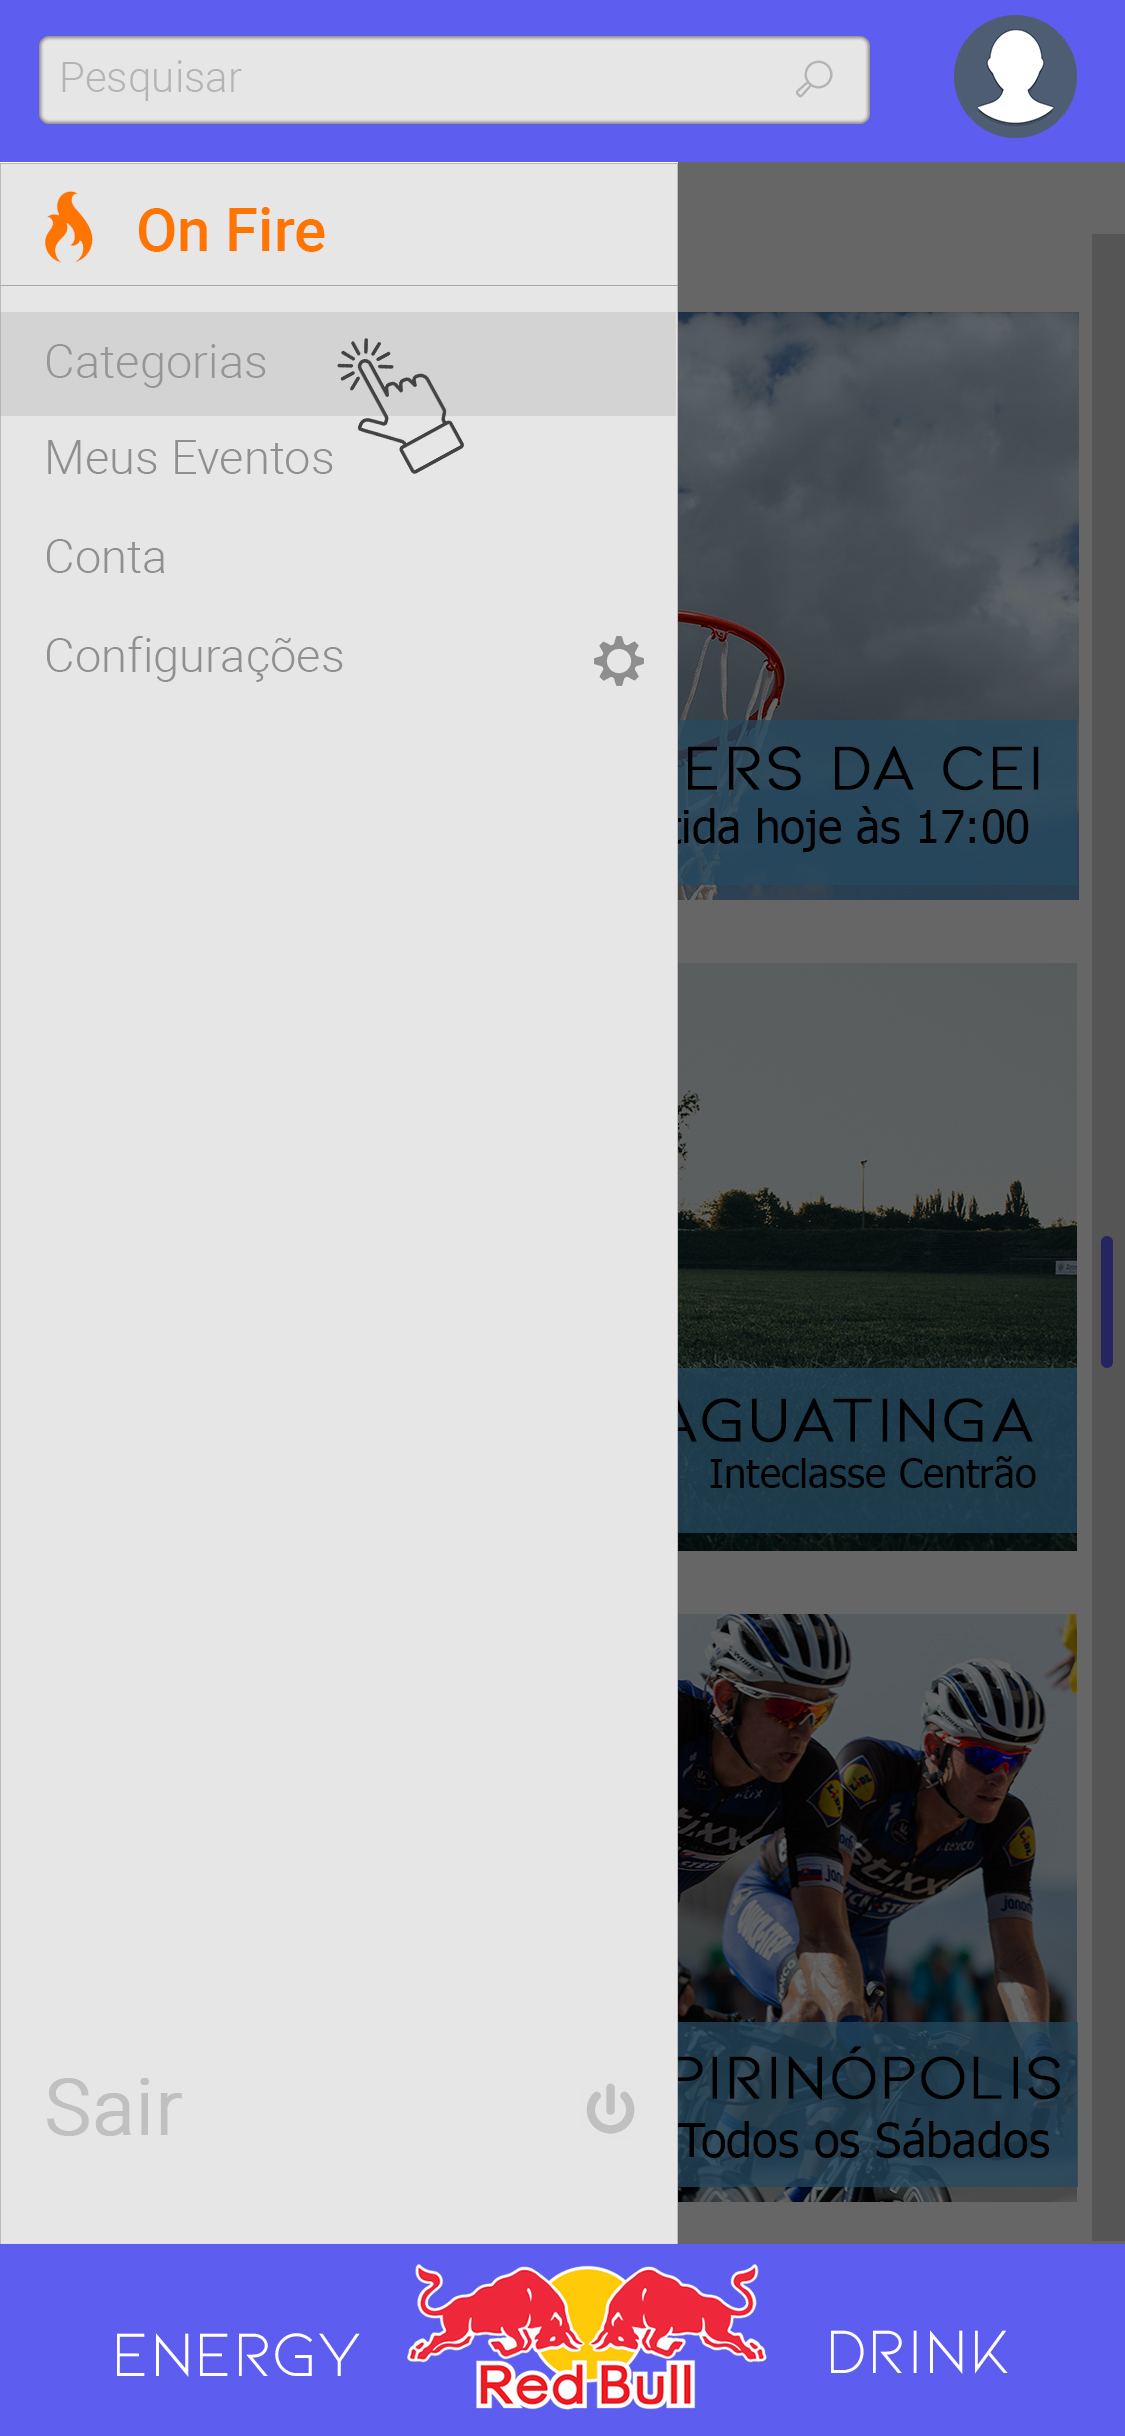 Pesquisar
On Fire
Categorias
Meus Eventos
Conta
Configurações
ERS DA CEI
tida hoje às 17:00
AGUATINGA
Inteclasse Centrão
PIRINÓPOLIS
Todos os Sábados
Sair
ENERGY
Red Bull
DRINK